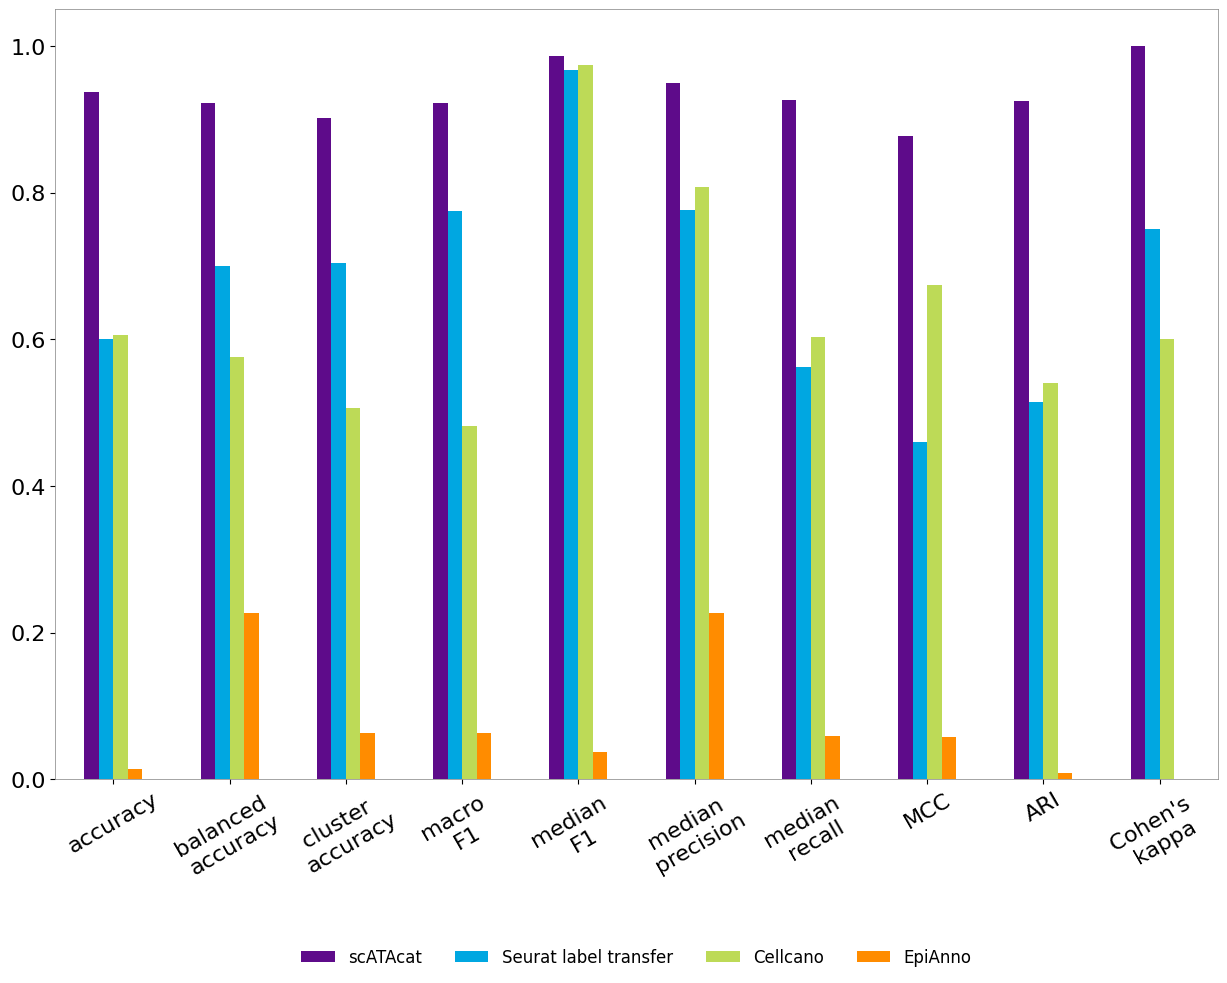 1.0
0.8
0.6
0.4
0.2
0.0
accuracy
balanced
accuracy
cluster
accuracy
macro
F1
median
F1
median
precision
median
recall
MCC
ARI
Cohen's
kappa
scATAcat
Seurat label transfer
Cellcano
EpiAnno